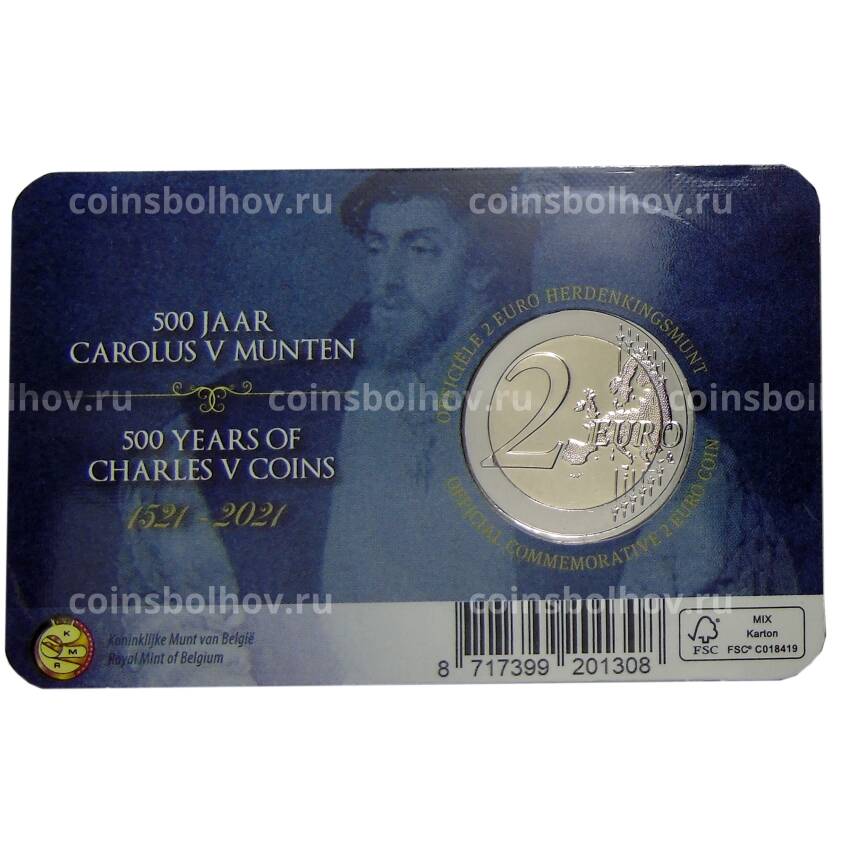 coinsbolhov.ru coinsbolhov.ru
500 JAAR
CAROLUS V MUNTEN
OFFICIËLE 2 EURO HERDENKINGSMUNT
lhov.ru coinsbolhov.ru coinsbolh
500 YEARS OF
CHARLES V COINS
1521 - 2021
2 EURO
OFFICIAL COMMEMORATIVE 2 EURO COIN
coinsbolhov.ru coinsbolhov.ru
KMB
Koninklijke Munt van België
Royal Mint of Belgium
8 717399 201308
FSC
MIX
Karton
FSC® C018419